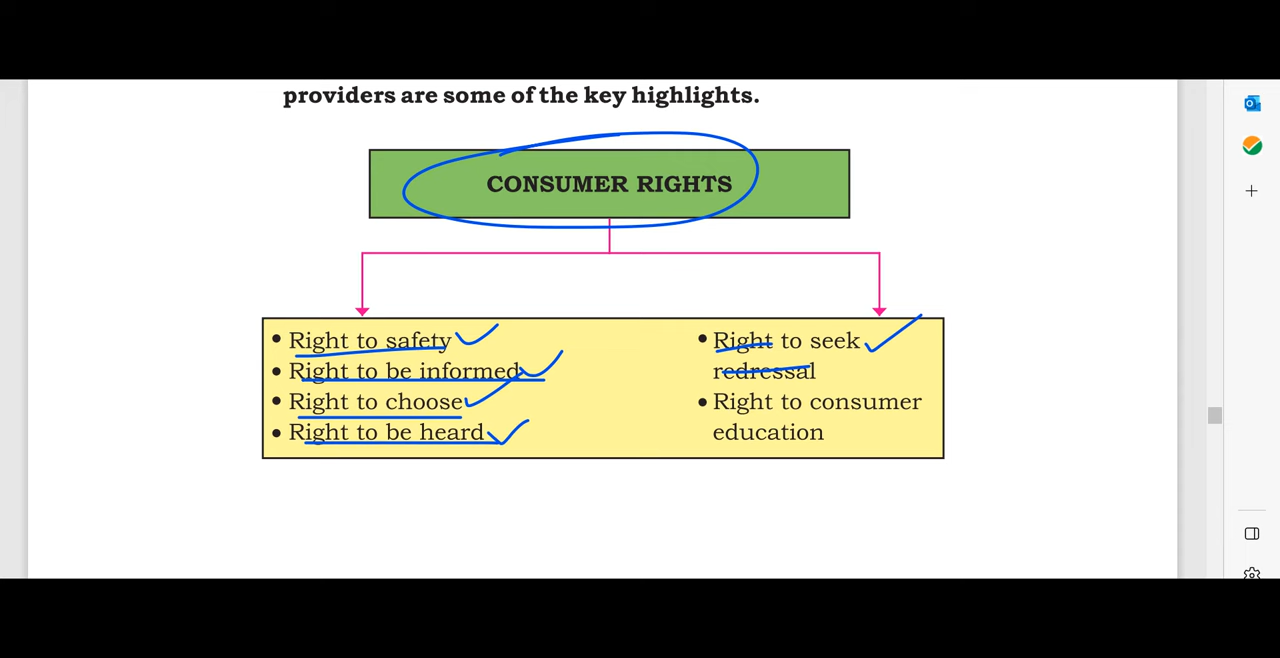 providers are some of the key highlights.
CONSUMER RIGHTS
• Right to safety
• Right to be informed
• Right to choose
• Right to be heard
• Right to seek
redressal
• Right to consumer
education